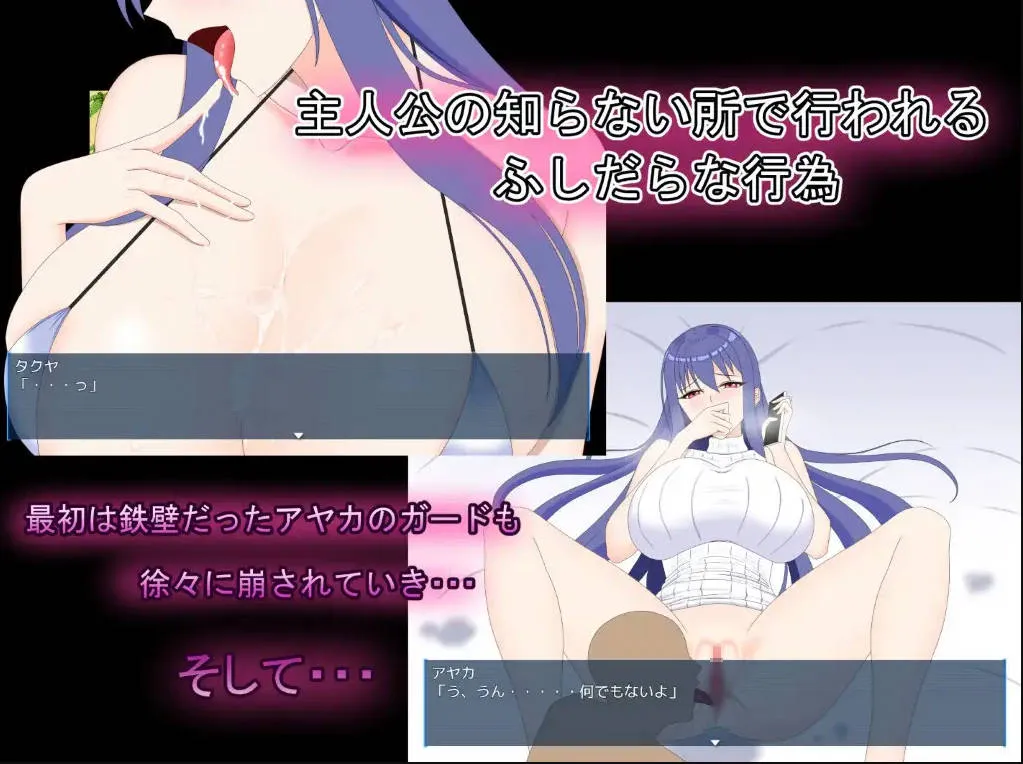 主人公の知らない所で行われる
ふしだらな行為
タクヤ
「・・・っ」
最初は鉄壁だったアヤカのガードも
徐々に崩されていき・・・
そして・・・
アヤカ
「う、うん・・・・・何でもないよ」